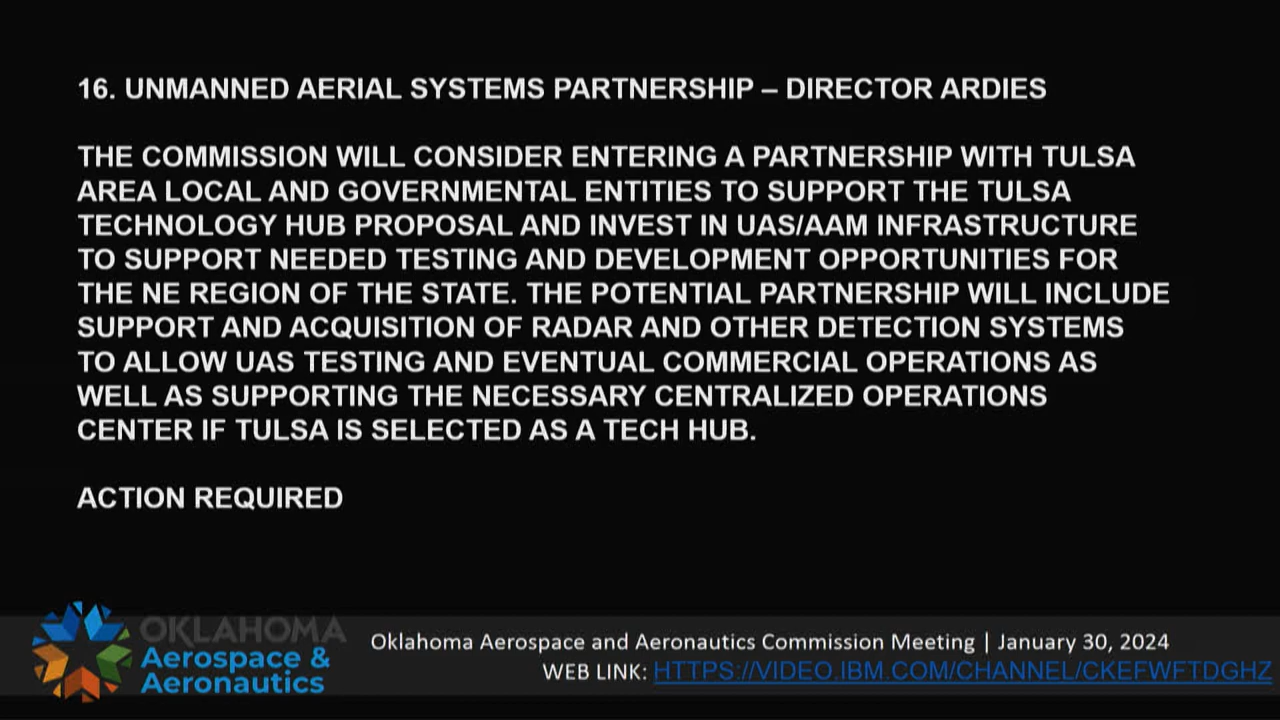 16. UNMANNED AERIAL SYSTEMS PARTNERSHIP – DIRECTOR ARDIES
THE COMMISSION WILL CONSIDER ENTERING A PARTNERSHIP WITH TULSA
AREA LOCAL AND GOVERNMENTAL ENTITIES TO SUPPORT THE TULSA
TECHNOLOGY HUB PROPOSAL AND INVEST IN UAS/AAM INFRASTRUCTURE
TO SUPPORT NEEDED TESTING AND DEVELOPMENT OPPORTUNITIES FOR
THE NE REGION OF THE STATE. THE POTENTIAL PARTNERSHIP WILL INCLUDE
SUPPORT AND ACQUISITION OF RADAR AND OTHER DETECTION SYSTEMS
TO ALLOW UAS TESTING AND EVENTUAL COMMERCIAL OPERATIONS AS
WELL AS SUPPORTING THE NECESSARY CENTRALIZED OPERATIONS
CENTER IF TULSA IS SELECTED AS A TECH HUB.
ACTION REQUIRED
OKLAHOMA
Aerospace &
Aeronautics
Oklahoma Aerospace and Aeronautics Commission Meeting | January 30, 2024
WEB LINK: HTTPS://VIDEO.IBM.COM/CHANNEL/CKEFWFTDGHZ